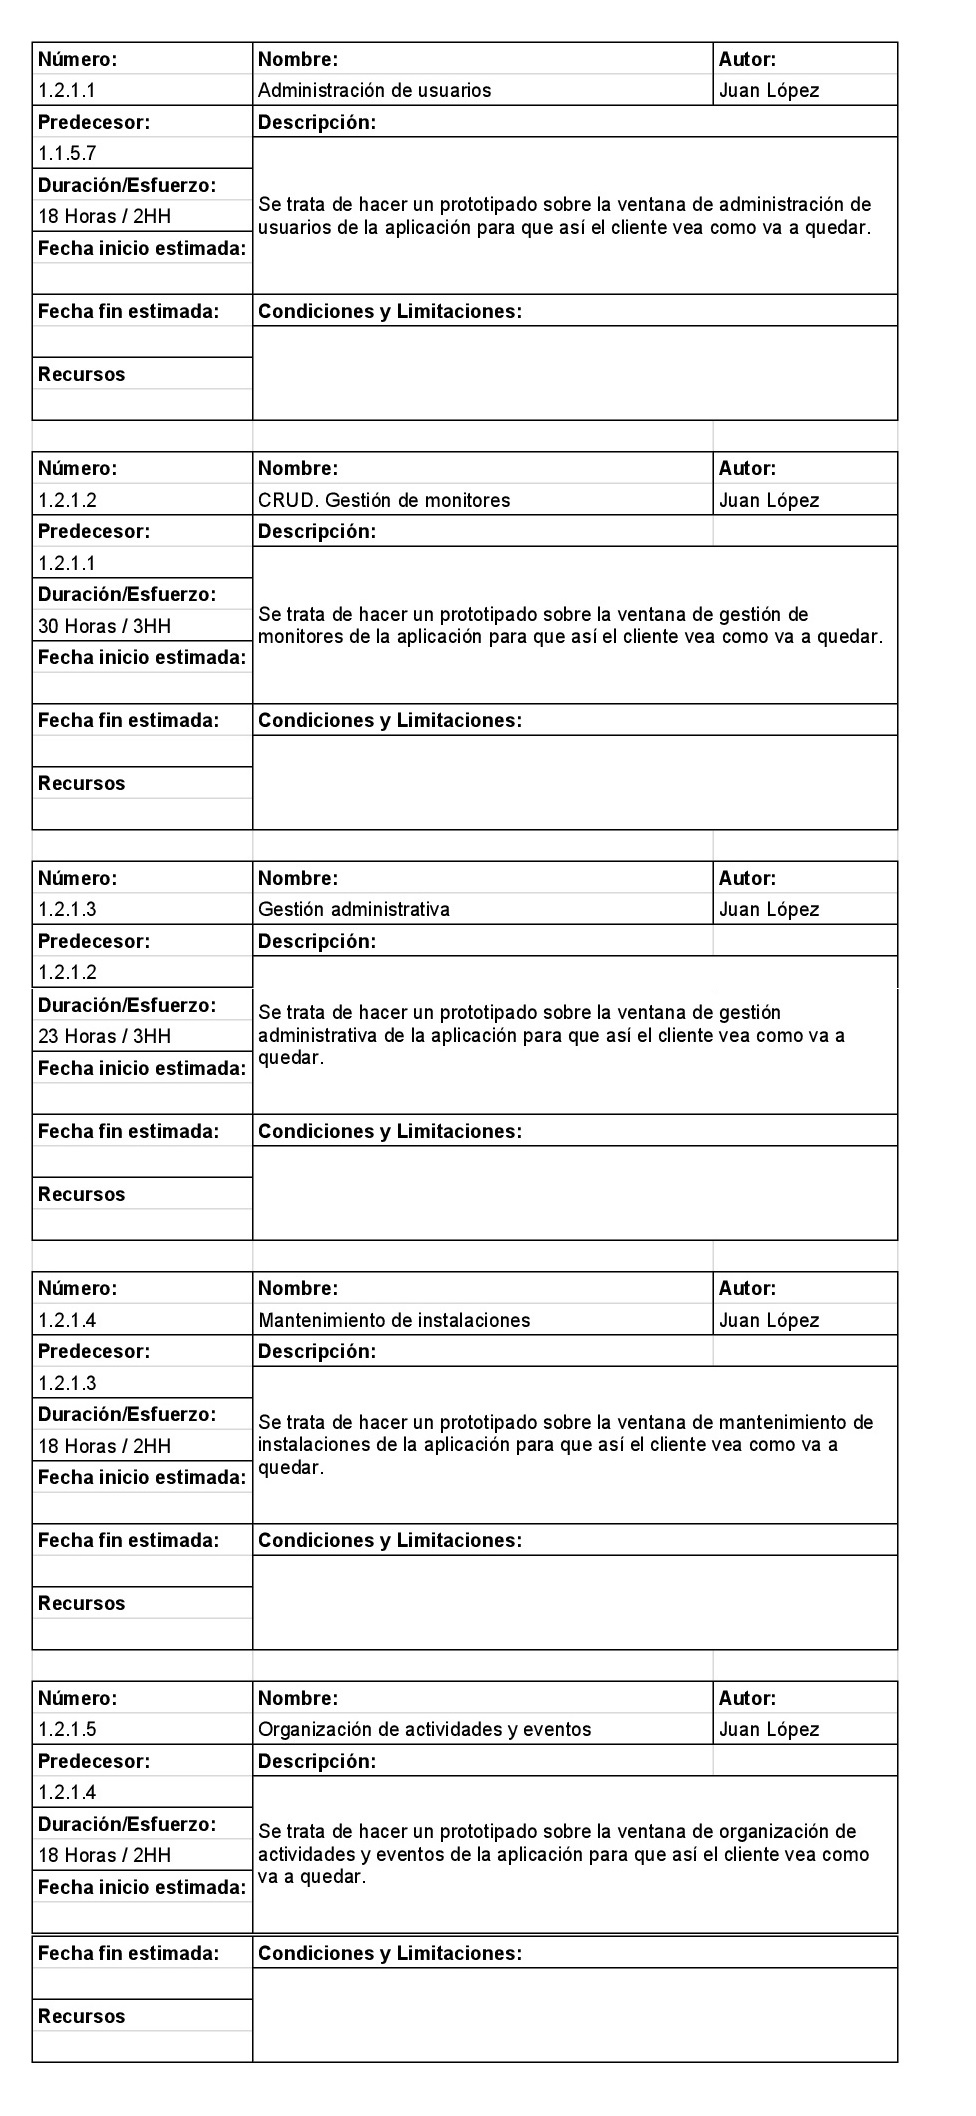 Número: Nombre: Autor:
1.2.1.1 Administración de usuarios Juan López
Predecesor: Descripción:
1.1.5.7
Duración/Esfuerzo:
18 Horas / 2HH
Fecha inicio estimada:
Se trata de hacer un prototipado sobre la ventana de administración de
usuarios de la aplicación para que así el cliente vea como va a quedar.
Fecha fin estimada: Condiciones y Limitaciones:
Recursos
Número: Nombre: Autor:
1.2.1.2 CRUD. Gestión de monitores Juan López
Predecesor: Descripción:
1.2.1.1
Duración/Esfuerzo:
30 Horas / 3HH
Fecha inicio estimada:
Se trata de hacer un prototipado sobre la ventana de gestión de
monitores de la aplicación para que así el cliente vea como va a quedar.
Fecha fin estimada: Condiciones y Limitaciones:
Recursos
Número: Nombre: Autor:
1.2.1.3 Gestión administrativa Juan López
Predecesor: Descripción:
1.2.1.2
Duración/Esfuerzo:
23 Horas / 3HH
Fecha inicio estimada:
Se trata de hacer un prototipado sobre la ventana de gestión
administrativa de la aplicación para que así el cliente vea como va a
quedar.
Fecha fin estimada: Condiciones y Limitaciones:
Recursos
Número: Nombre: Autor:
1.2.1.4 Mantenimiento de instalaciones Juan López
Predecesor: Descripción:
1.2.1.3
Duración/Esfuerzo:
18 Horas / 2HH
Fecha inicio estimada:
Se trata de hacer un prototipado sobre la ventana de mantenimiento de
instalaciones de la aplicación para que así el cliente vea como va a
quedar.
Fecha fin estimada: Condiciones y Limitaciones:
Recursos
Número: Nombre: Autor:
1.2.1.5 Organización de actividades y eventos Juan López
Predecesor: Descripción:
1.2.1.4
Duración/Esfuerzo:
18 Horas / 2HH
Fecha inicio estimada:
Se trata de hacer un prototipado sobre la ventana de organización de
actividades y eventos de la aplicación para que así el cliente vea como
va a quedar.
Fecha fin estimada: Condiciones y Limitaciones:
Recursos